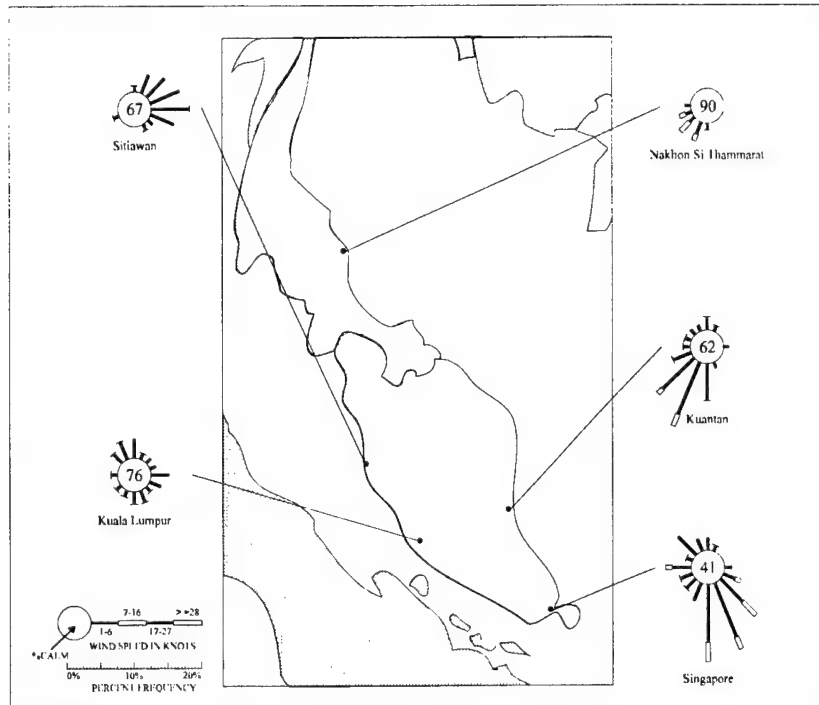 67
Sitiawan
90
Nakhon Si Thammarat
62
Kuantan
76
Kuala Lumpur
41
Singapore
7-16 >=28
1-6 17-27
%CALM
WIND SPEED IN KNOTS
0% 10% 20%
PERCENT FREQUENCY